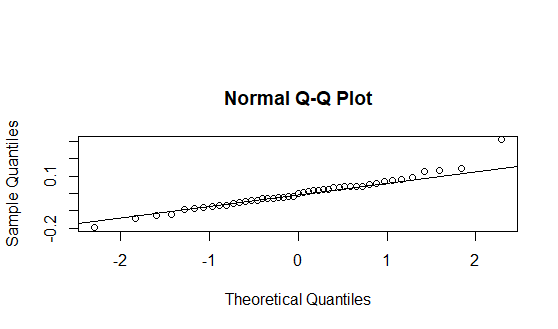 Normal Q-Q Plot
Sample Quantiles
0.1
-0.2
-2 -1 0 1 2
Theoretical Quantiles